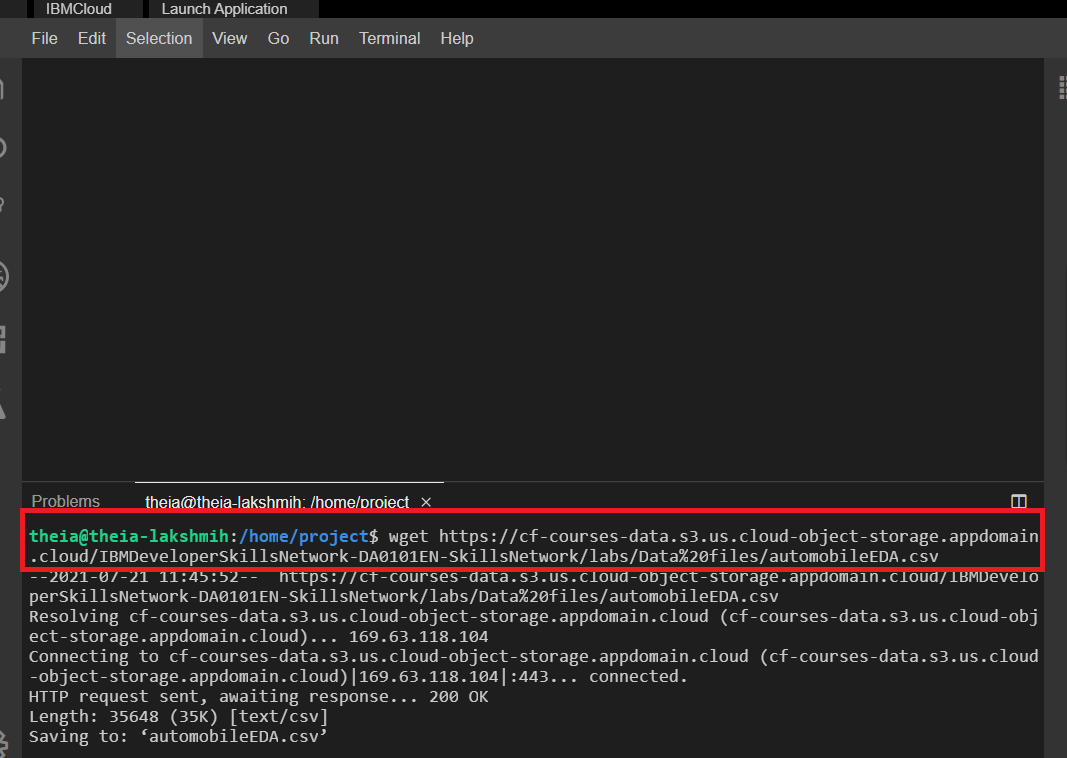 IBMCloud Launch Application
File Edit Selection View Go Run Terminal Help
Problems theia@theia-lakshmih: /home/project ×
theia@theia-lakshmih:/home/project$ wget https://cf-courses-data.s3.us.cloud-object-storage.appdomain
.cloud/IBMDeveloperSkillsNetwork-DA0101EN-SkillsNetwork/labs/Data%20files/automobileEDA.csv
--2021-07-21 11:45:52--  https://cf-courses-data.s3.us.cloud-object-storage.appdomain.cloud/IBMDevelo
perSkillsNetwork-DA0101EN-SkillsNetwork/labs/Data%20files/automobileEDA.csv
Resolving cf-courses-data.s3.us.cloud-object-storage.appdomain.cloud (cf-courses-data.s3.us.cloud-obj
ect-storage.appdomain.cloud)... 169.63.118.104
Connecting to cf-courses-data.s3.us.cloud-object-storage.appdomain.cloud (cf-courses-data.s3.us.cloud
-object-storage.appdomain.cloud)|169.63.118.104|:443... connected.
HTTP request sent, awaiting response... 200 OK
Length: 35648 (35K) [text/csv]
Saving to: ‘automobileEDA.csv’